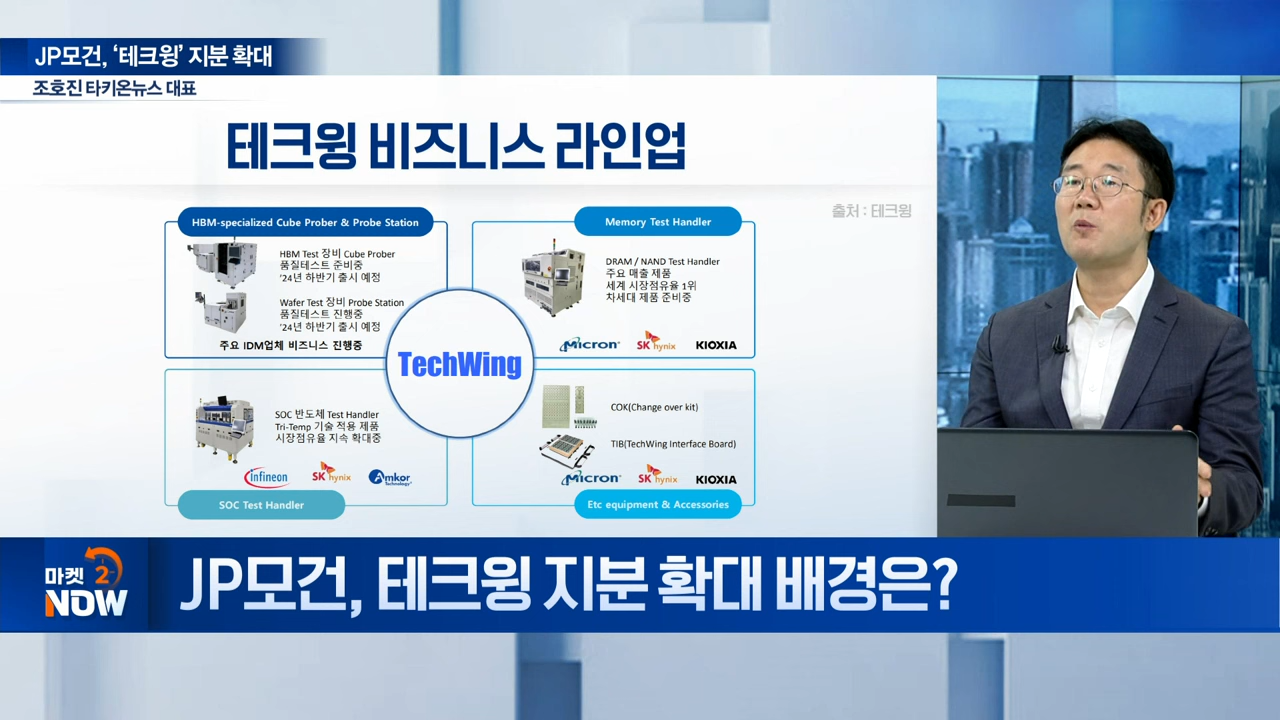 JP모건, ‘테크윙’ 지분 확대
조호진 타키온뉴스 대표
테크윙 비즈니스 라인업
출처 : 테크윙
HBM-specialized Cube Prober & Probe Station
HBM Test 장비 Cube Prober
품질테스트 준비중
'24년 하반기 출시 예정
Wafer Test 장비 Probe Station
품질테스트 진행중
'24년 하반기 출시 예정
주요 IDM업체 비즈니스 진행중
Memory Test Handler
DRAM / NAND Test Handler
주요 매출 제품
세계 시장점유율 1위
차세대 제품 준비중
Micron SK hynix KIOXIA
TechWing
SOC 반도체 Test Handler
Tri-Temp 기술 적용 제품
시장점유율 지속 확대중
infineon SK hynix Amkor Technology
SOC Test Handler
COK(Change over kit)
TIB(TechWing Interface Board)
Micron SK hynix KIOXIA
Etc equipment & Accessories
마켓 2
NOW
JP모건, 테크윙 지분 확대 배경은?